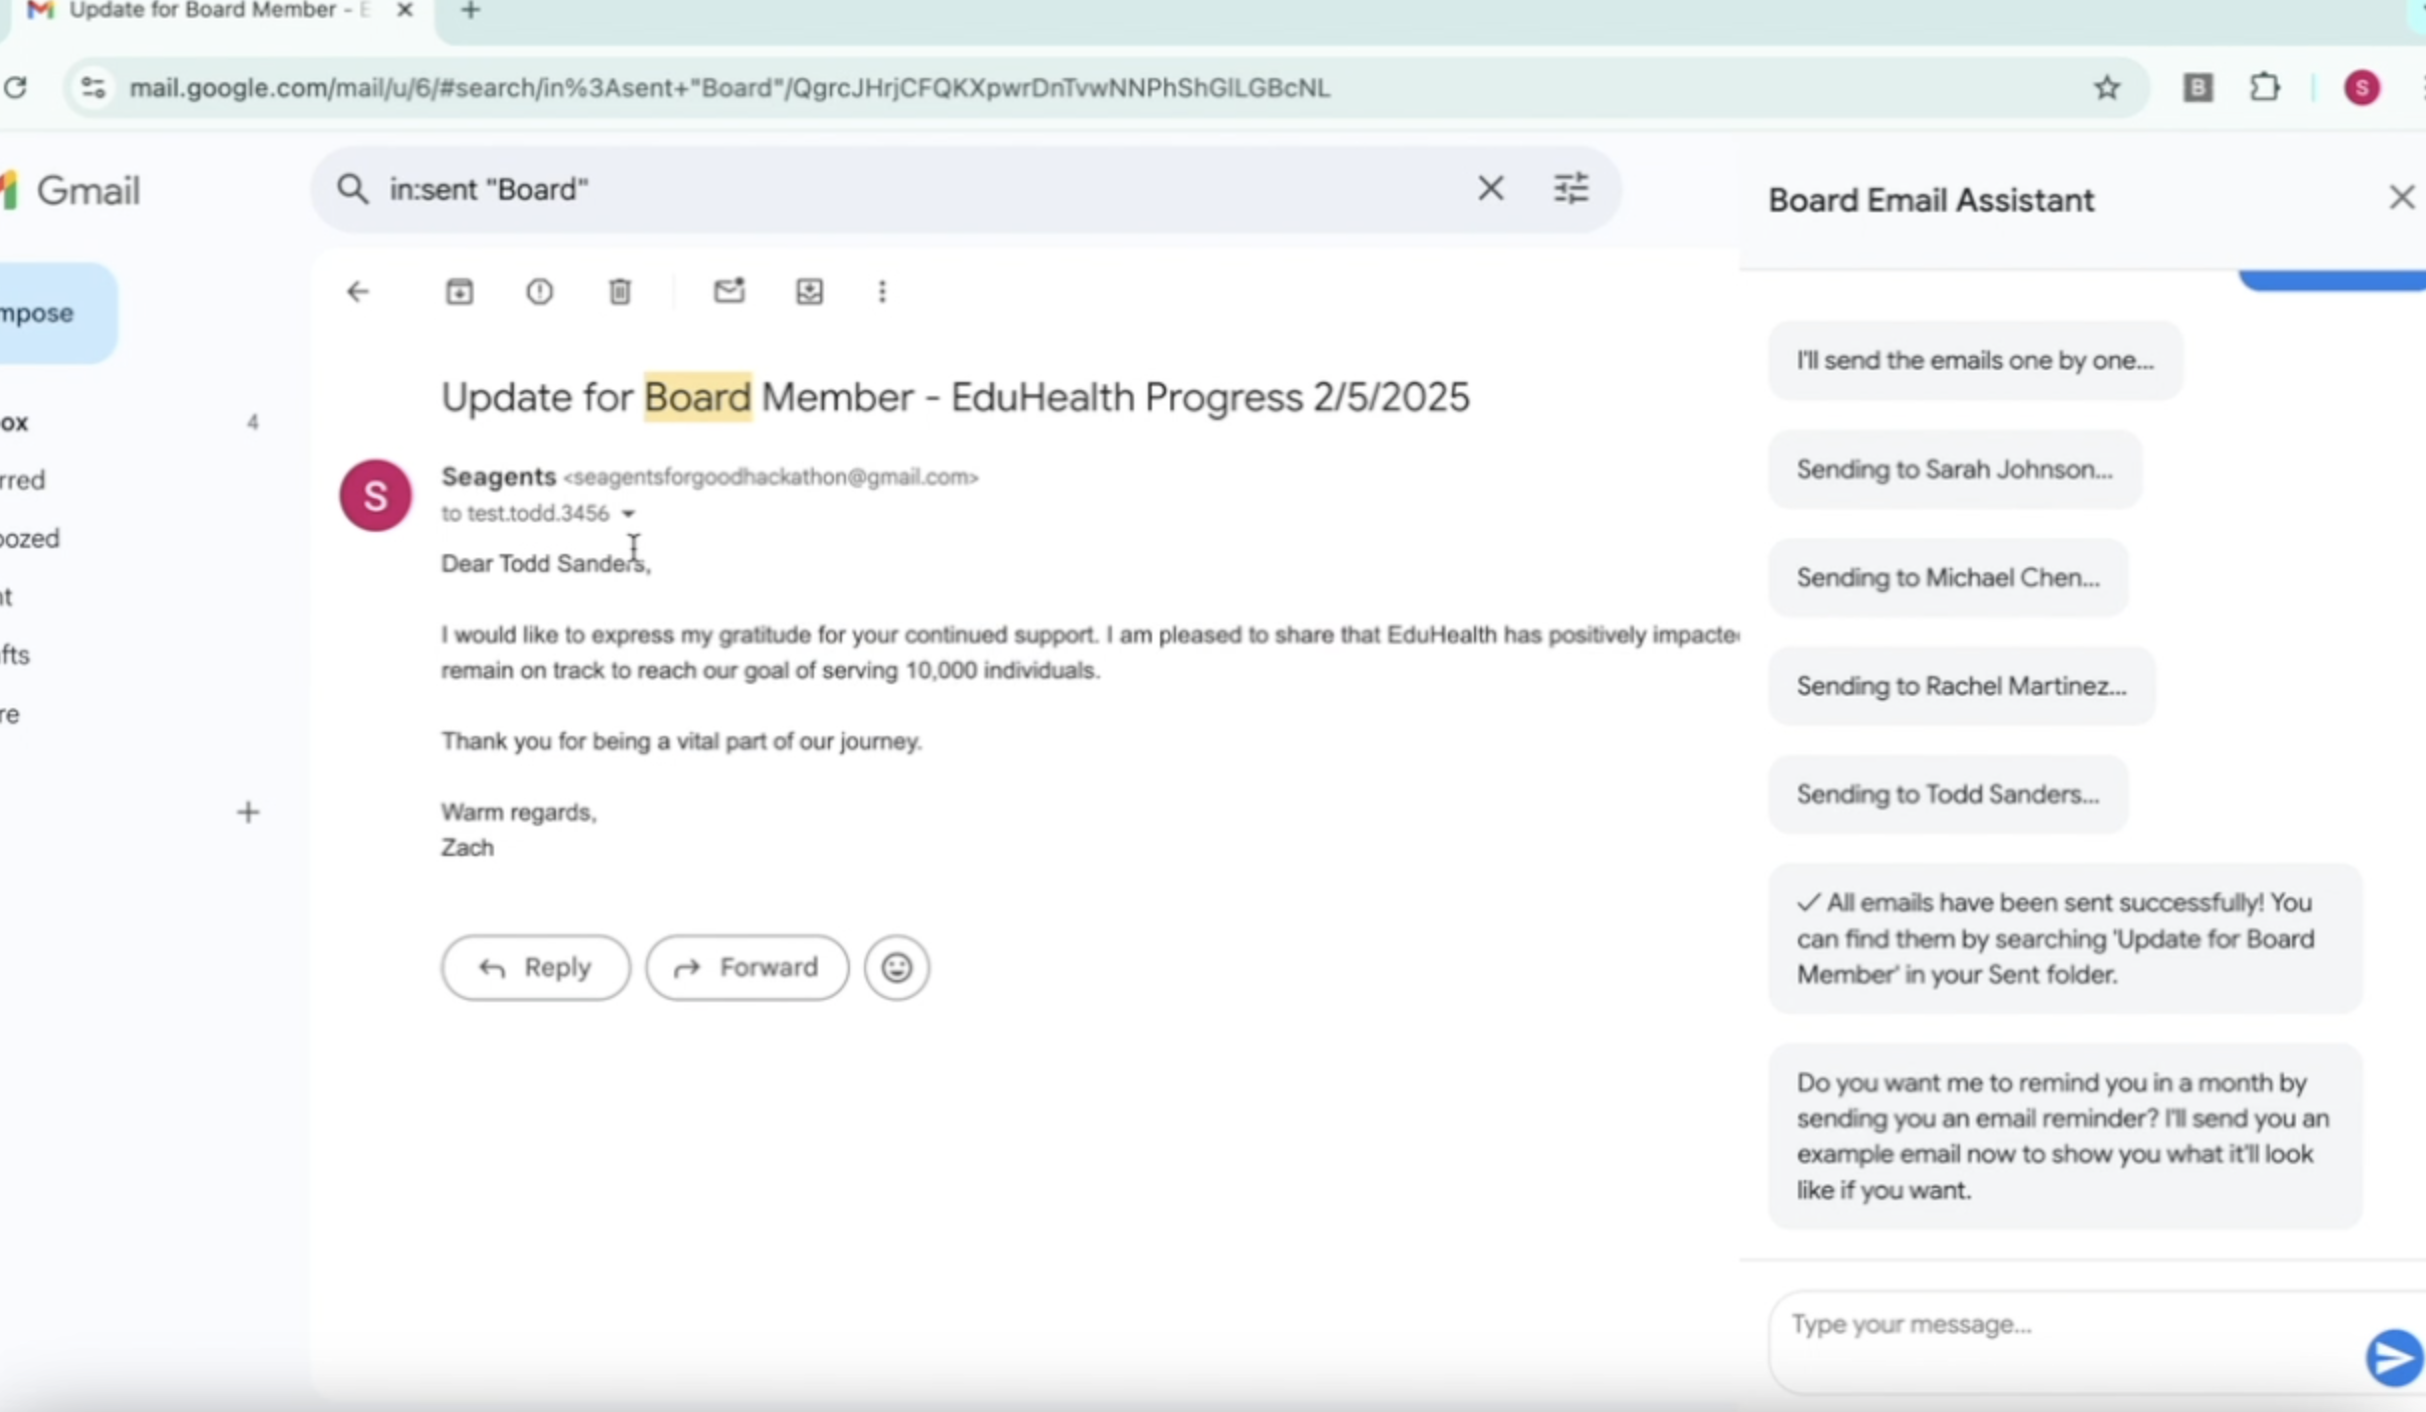 Update for Board Member - E
mail.google.com/mail/u/6/#search/in%3Asent+"Board"/QgrcJHrjCFQKXpwrDnTvwNNPhShGlLGBcNL
B
S
Gmail
in:sent "Board"
Board Email Assistant
mpose
ox 4
rred
oozed
nt
fts
re
Update for Board Member - EduHealth Progress 2/5/2025
S
Seagents <seagentsforgoodhackathon@gmail.com>
to test.todd.3456
Dear Todd Sanders,
I would like to express my gratitude for your continued support. I am pleased to share that EduHealth has positively impacted
remain on track to reach our goal of serving 10,000 individuals.
Thank you for being a vital part of our journey.
Warm regards,
Zach
Reply
Forward
I'll send the emails one by one...
Sending to Sarah Johnson...
Sending to Michael Chen...
Sending to Rachel Martinez...
Sending to Todd Sanders...
✓ All emails have been sent successfully! You
can find them by searching 'Update for Board
Member' in your Sent folder.
Do you want me to remind you in a month by
sending you an email reminder? I'll send you an
example email now to show you what it'll look
like if you want.
Type your message...